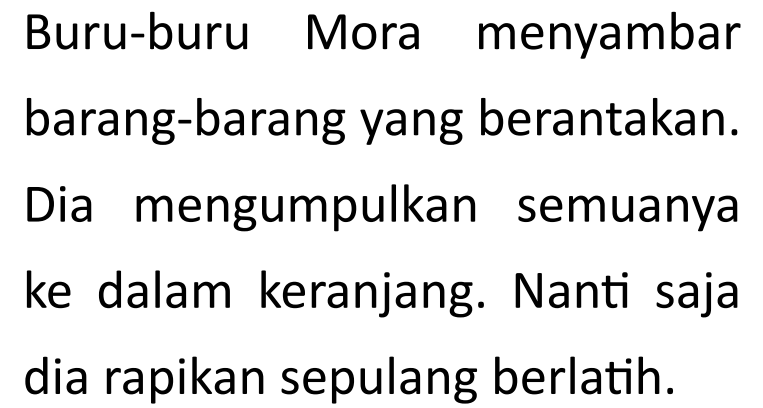 Buru-buru Mora menyambar
barang-barang yang berantakan.
Dia mengumpulkan semuanya
ke dalam keranjang. Nanti saja
dia rapikan sepulang berlatih.